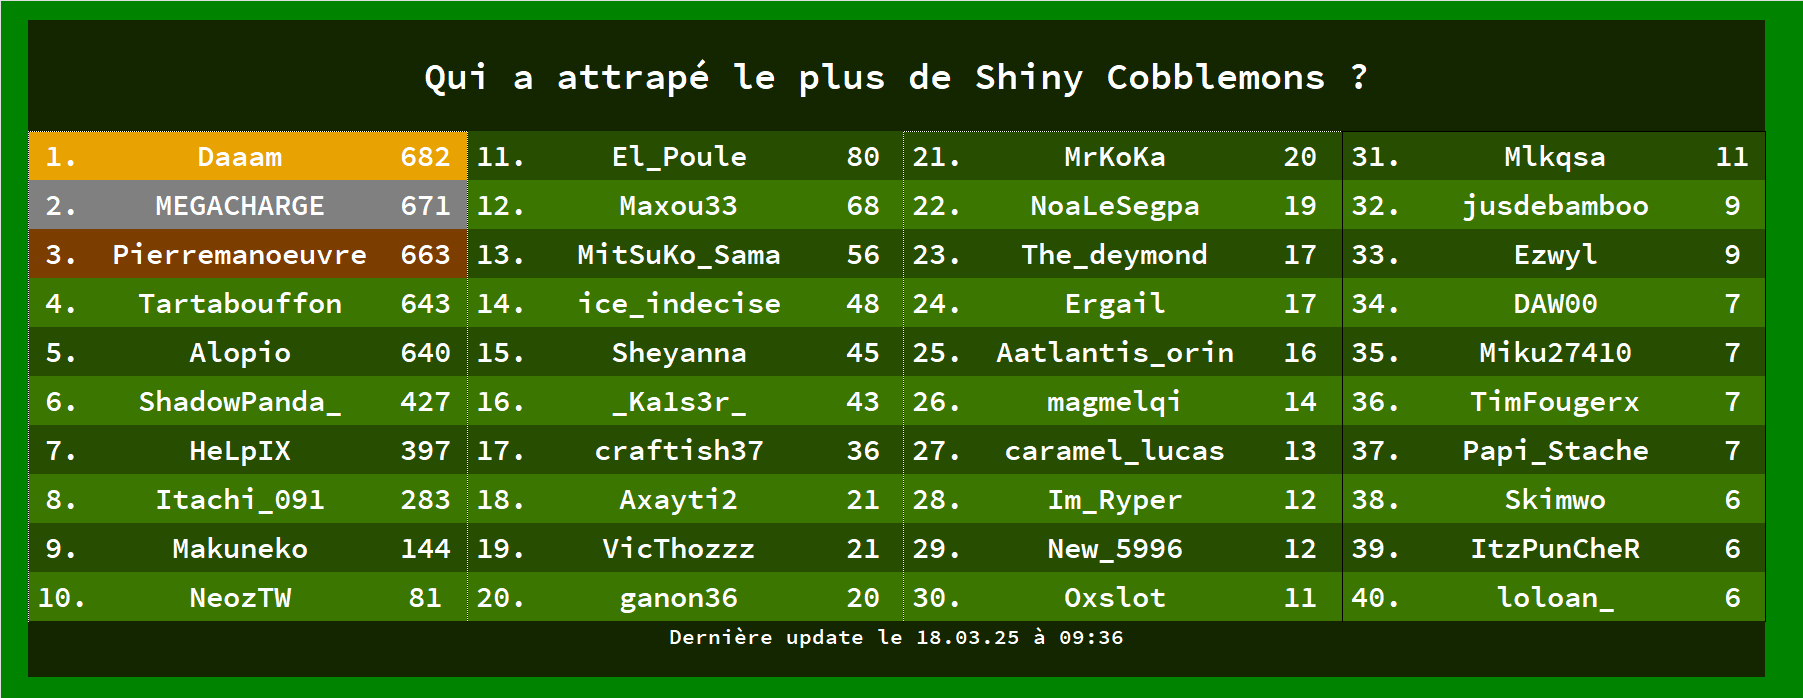 Qui a attrapé le plus de Shiny Cobblemons ?
1. Daaam 682 11. El_Poule 80 21. MrKoKa 20 31. Mlkqsa 11
2. MEGACHARGE 671 12. Maxou33 68 22. NoaLeSegpa 19 32. jusdebamboo 9
3. Pierremanoeuvre 663 13. MitSuKo_Sama 56 23. The_deymond 17 33. Ezwyl 9
4. Tartabouffon 643 14. ice_indecise 48 24. Ergail 17 34. DAW00 7
5. Alopio 640 15. Sheyanna 45 25. Aatlantis_orin 16 35. Miku27410 7
6. ShadowPanda_ 427 16. _Ka1s3r_ 43 26. magmelqi 14 36. TimFougerx 7
7. HeLpIX 397 17. craftish37 36 27. caramel_lucas 13 37. Papi_Stache 7
8. Itachi_091 283 18. Axayti2 21 28. Im_Ryper 12 38. Skimwo 6
9. Makuneko 144 19. VicThozzz 21 29. New_5996 12 39. ItzPunCheR 6
10. NeozTW 81 20. ganon36 20 30. Oxslot 11 40. loloan_ 6
Dernière update le 18.03.25 à 09:36